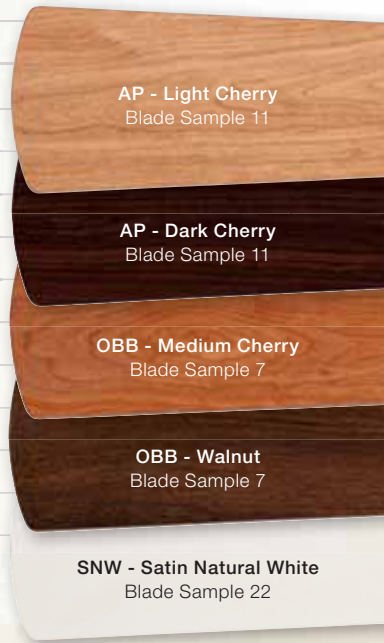 AP - Light Cherry
Blade Sample 11
AP - Dark Cherry
Blade Sample 11
OBB - Medium Cherry
Blade Sample 7
OBB - Walnut
Blade Sample 7
SNW - Satin Natural White
Blade Sample 22